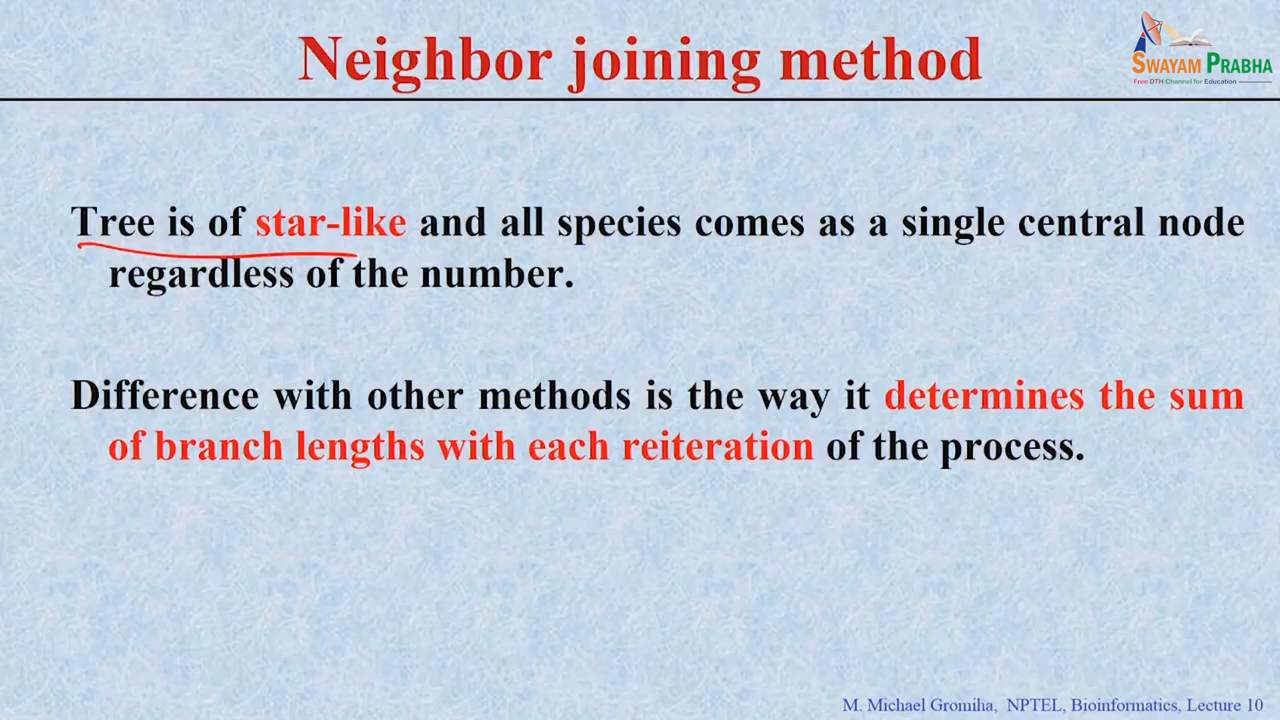 Neighbor joining method
SWAYAM PRABHA
Free DTH Channel for Education
Tree is of star-like and all species comes as a single central node
regardless of the number.
Difference with other methods is the way it determines the sum
of branch lengths with each reiteration of the process.
M. Michael Gromiha, NPTEL, Bioinformatics, Lecture 10